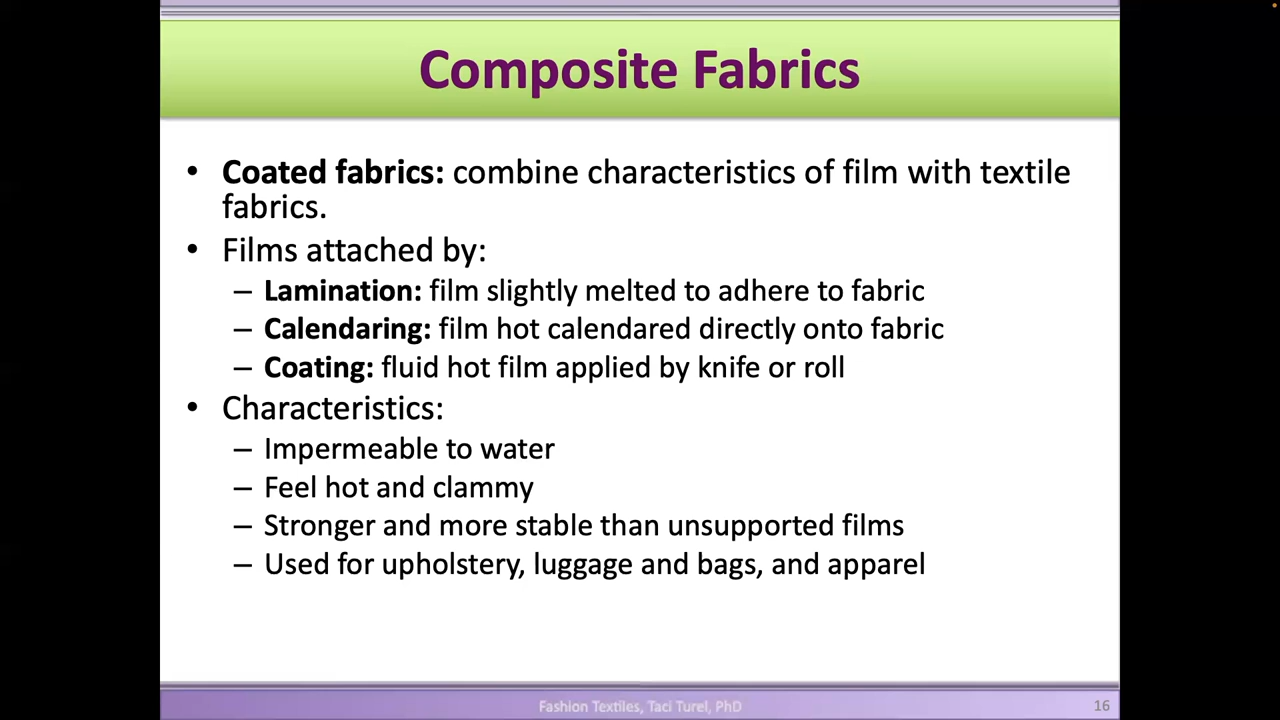 Composite Fabrics
• Coated fabrics: combine characteristics of film with textile
fabrics.
• Films attached by:
– Lamination: film slightly melted to adhere to fabric
– Calendaring: film hot calendared directly onto fabric
– Coating: fluid hot film applied by knife or roll
• Characteristics:
– Impermeable to water
– Feel hot and clammy
– Stronger and more stable than unsupported films
– Used for upholstery, luggage and bags, and apparel
Fashion Textiles, Taci Turel, PhD
16